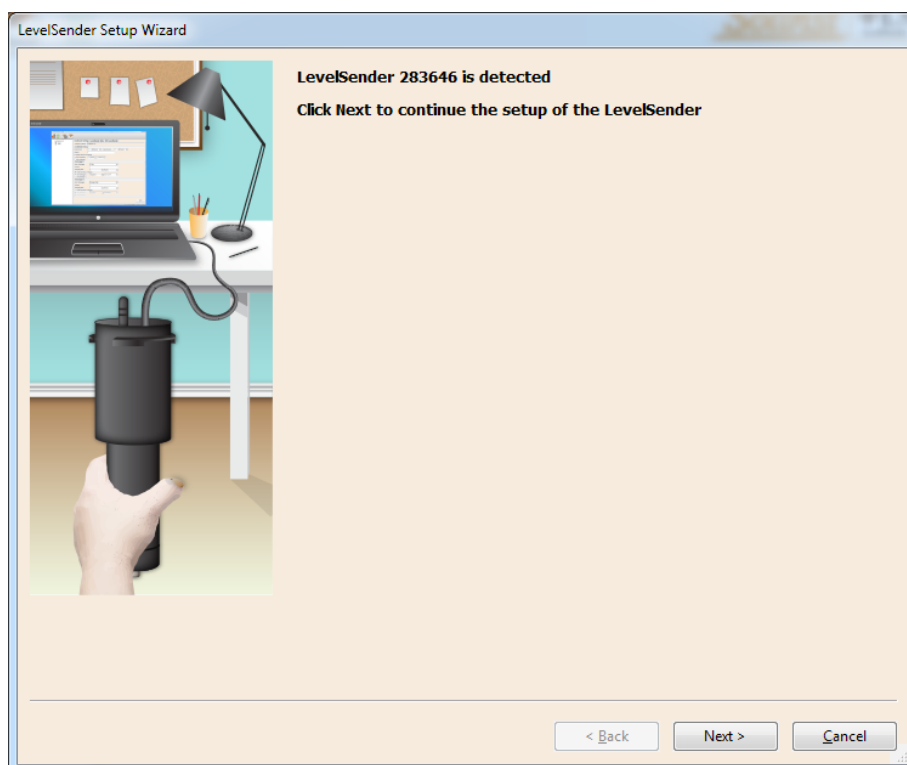 LevelSender Setup Wizard
LevelSender 283646 is detected
Click Next to continue the setup of the LevelSender
< Back
Next >
Cancel